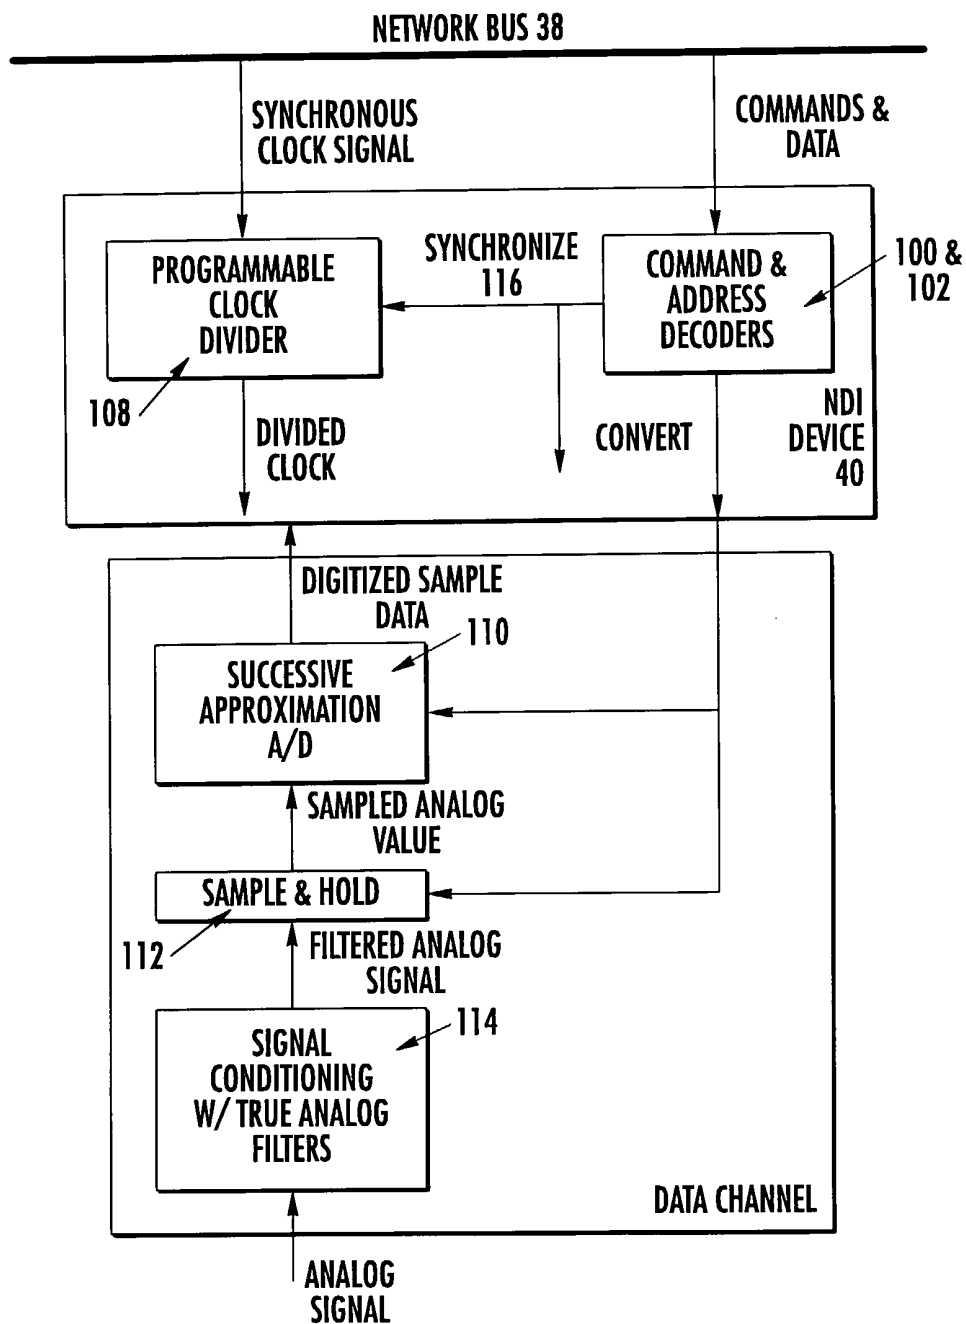 NETWORK BUS 38
SYNCHRONOUS
CLOCK SIGNAL
COMMANDS &
DATA
PROGRAMMABLE
CLOCK
DIVIDER
SYNCHRONIZE
116
COMMAND &
ADDRESS
DECODERS
100 &
102
108
DIVIDED
CLOCK
CONVERT
NDI
DEVICE
40
DIGITIZED SAMPLE
DATA
110
SUCCESSIVE
APPROXIMATION
A/D
SAMPLED ANALOG
VALUE
SAMPLE & HOLD
112
FILTERED ANALOG
SIGNAL
114
SIGNAL
CONDITIONING
W/ TRUE ANALOG
FILTERS
DATA CHANNEL
ANALOG
SIGNAL